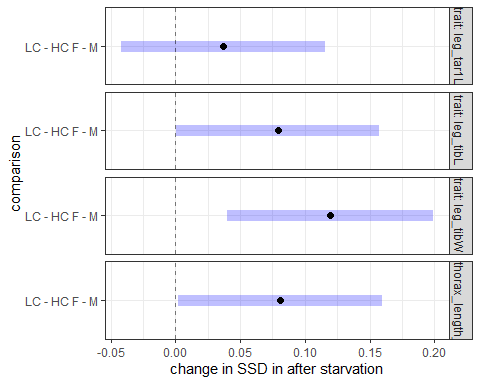 comparison
LC - HC F - M
trait: leg_tar1L
LC - HC F - M
trait: leg_tibL
LC - HC F - M
trait: leg_tibW
LC - HC F - M
thorax_length
-0.05 0.00 0.05 0.10 0.15 0.20
change in SSD in after starvation